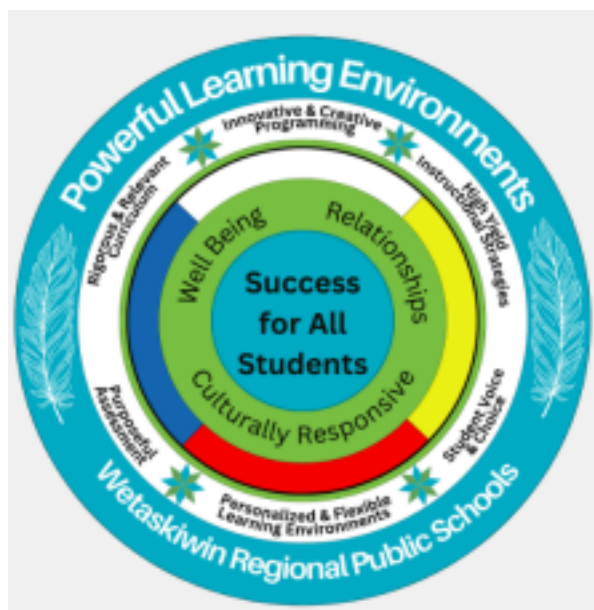 Powerful Learning Environments
Innovative & Creative
Programming
High Yield
Instructional Strategies
Student Voice
& Choice
Personalized & Flexible
Learning Environments
Purposeful
Assessment
Rigorous & Relevant
Curriculum
Well Being
Relationships
Culturally Responsive
Success
for All
Students
Wetaskiwin Regional Public Schools